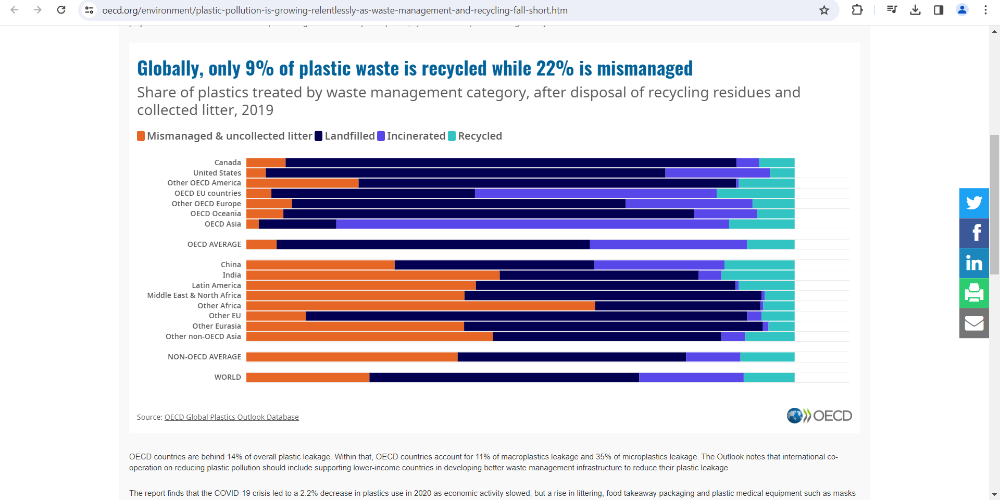 oecd.org/environment/plastic-pollution-is-growing-relentlessly-as-waste-management-and-recycling-fall-short.htm
Globally, only 9% of plastic waste is recycled while 22% is mismanaged
Share of plastics treated by waste management category, after disposal of recycling residues and
collected litter, 2019
Mismanaged & uncollected litter Landfilled Incinerated Recycled
Canada
United States
Other OECD America
OECD EU countries
Other OECD Europe
OECD Oceania
OECD Asia
OECD AVERAGE
China
India
Latin America
Middle East & North Africa
Other Africa
Other EU
Other Eurasia
Other non-OECD Asia
NON-OECD AVERAGE
WORLD
Source: OECD Global Plastics Outlook Database
OECD
OECD countries are behind 14% of overall plastic leakage. Within that, OECD countries account for 11% of macroplastics leakage and 35% of microplastics leakage. The Outlook notes that international co-
operation on reducing plastic pollution should include supporting lower-income countries in developing better waste management infrastructure to reduce their plastic leakage.
The report finds that the COVID-19 crisis led to a 2.2% decrease in plastics use in 2020 as economic activity slowed, but a rise in littering, food takeaway packaging and plastic medical equipment such as masks